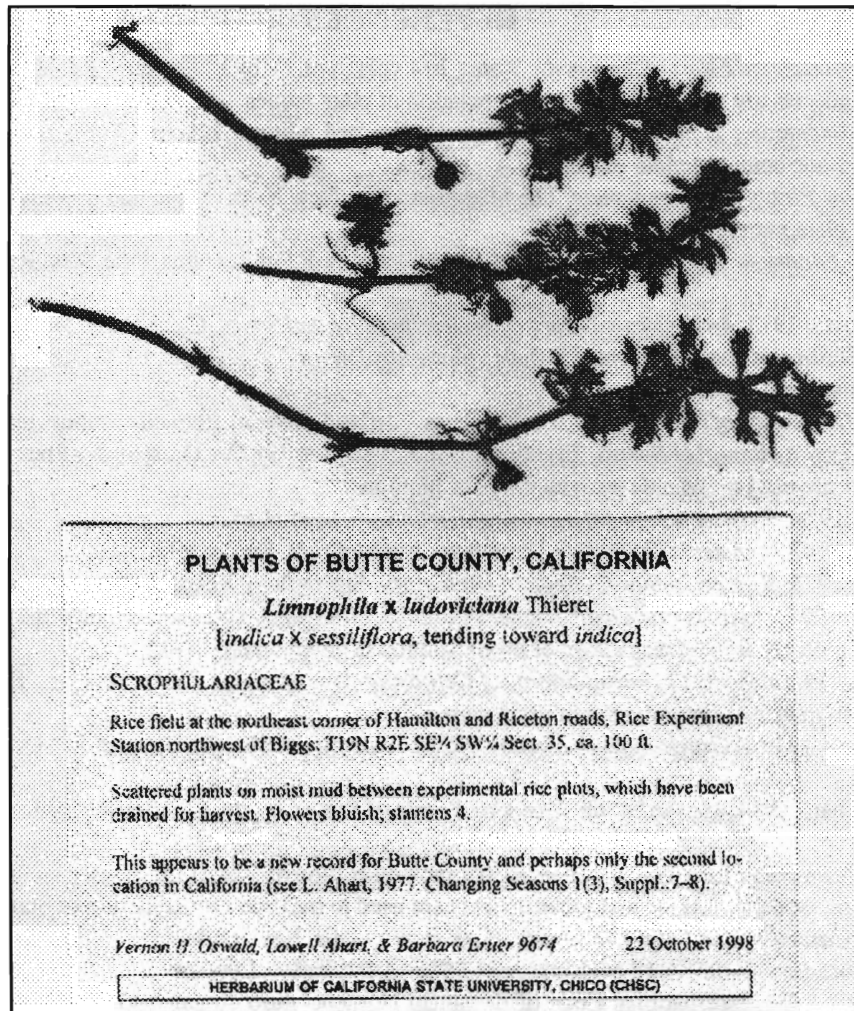 PLANTS OF BUTTE COUNTY, CALIFORNIA
Limnophila x ludoviciana Thieret
[indica x sessiliflora, tending toward indica]
SCROPHULARIACEAE
Rice field at the northeast corner of Hamilton and Riceton roads, Rice Experiment
Station northwest of Biggs; T19N R2E SE¼ SW¼ Sect. 35, ca. 100 ft.
Scattered plants on moist mud between experimental rice plots, which have been
drained for harvest. Flowers bluish; stamens 4.
This appears to be a new record for Butte County and perhaps only the second lo-
cation in California (see L. Ahart, 1977. Changing Seasons 1(3), Suppl.:7–8).
Vernon H. Oswald, Lowell Ahart, & Barbara 9674 22 October 1998
HERBARIUM OF CALIFORNIA STATE UNIVERSITY, CHICO (CHSC)